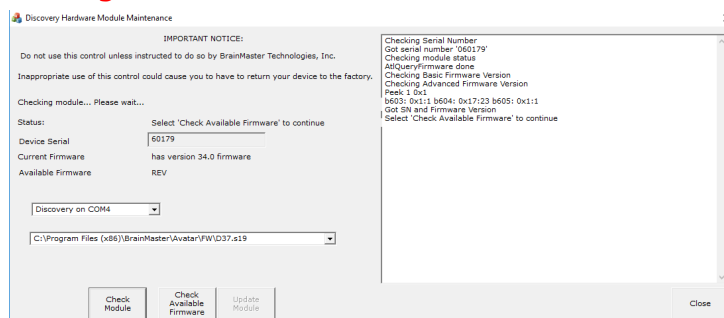 Discovery Hardware Module Maintenance
IMPORTANT NOTICE:
Do not use this control unless instructed to do so by BrainMaster Technologies, Inc.
Inappropriate use of this control could cause you to have to return your device to the factory.
Checking module... Please wait...
Status: Select 'Check Available Firmware' to continue
Device Serial 60179
Current Firmware has version 34.0 firmware
Available Firmware REV
Discovery on COM4
C:\Program Files (x86)\BrainMaster\Avatar\FW\D37.s19
Check Module
Check Available Firmware
Update Module
Checking Serial Number
Got serial number '060179'
Checking module status
AtlQueryFirmware done
Checking Basic Firmware Version
Checking Advanced Firmware Version
Peek 1 0x1
b603: 0x1:1 b604: 0x17:23 b605: 0x1:1
Got SN and Firmware Version
Select 'Check Available Firmware' to continue
Close